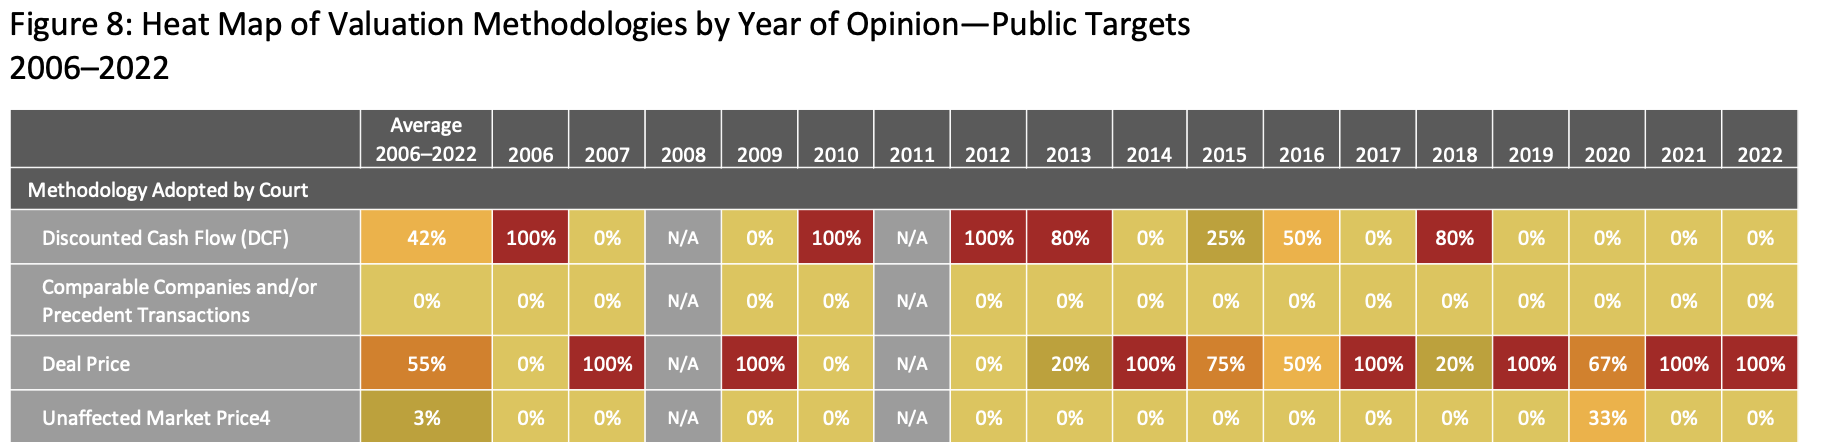 Figure 8: Heat Map of Valuation Methodologies by Year of Opinion—Public Targets
2006–2022
Average
2006–2022 2006 2007 2008 2009 2010 2011 2012 2013 2014 2015 2016 2017 2018 2019 2020 2021 2022
Methodology Adopted by Court
Discounted Cash Flow (DCF) 42% 100% 0% N/A 0% 100% N/A 100% 80% 0% 25% 50% 0% 80% 0% 0% 0% 0%
Comparable Companies and/or
Precedent Transactions 0% 0% 0% N/A 0% 0% N/A 0% 0% 0% 0% 0% 0% 0% 0% 0% 0% 0%
Deal Price 55% 0% 100% N/A 100% 0% N/A 0% 20% 100% 75% 50% 100% 20% 100% 67% 100% 100%
Unaffected Market Price4 3% 0% 0% N/A 0% 0% N/A 0% 0% 0% 0% 0% 0% 0% 0% 33% 0% 0%